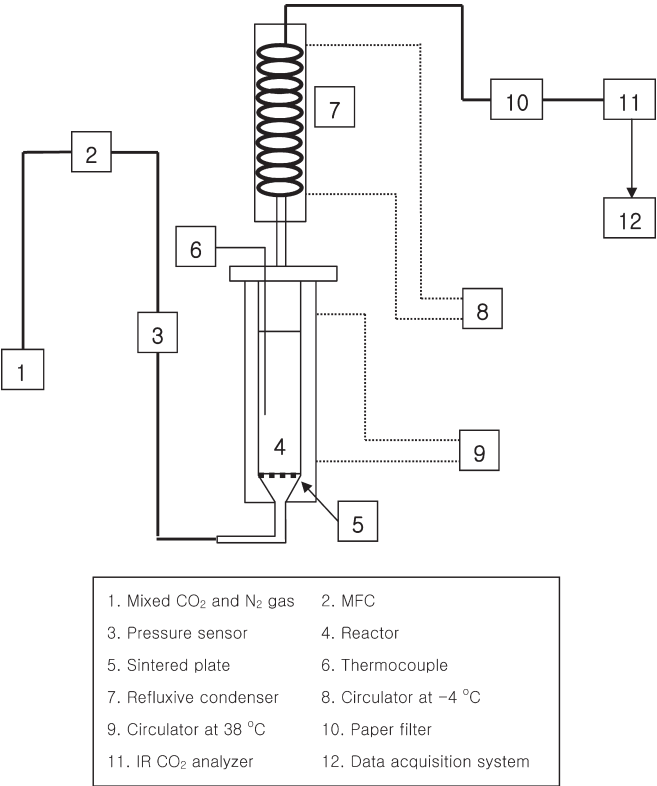 7
10
11
2
12
6
8
3
1
4
9
5
1. Mixed CO₂ and N₂ gas 2. MFC
3. Pressure sensor 4. Reactor
5. Sintered plate 6. Thermocouple
7. Refluxive condenser 8. Circulator at -4 °C
9. Circulator at 38 °C 10. Paper filter
11. IR CO₂ analyzer 12. Data acquisition system